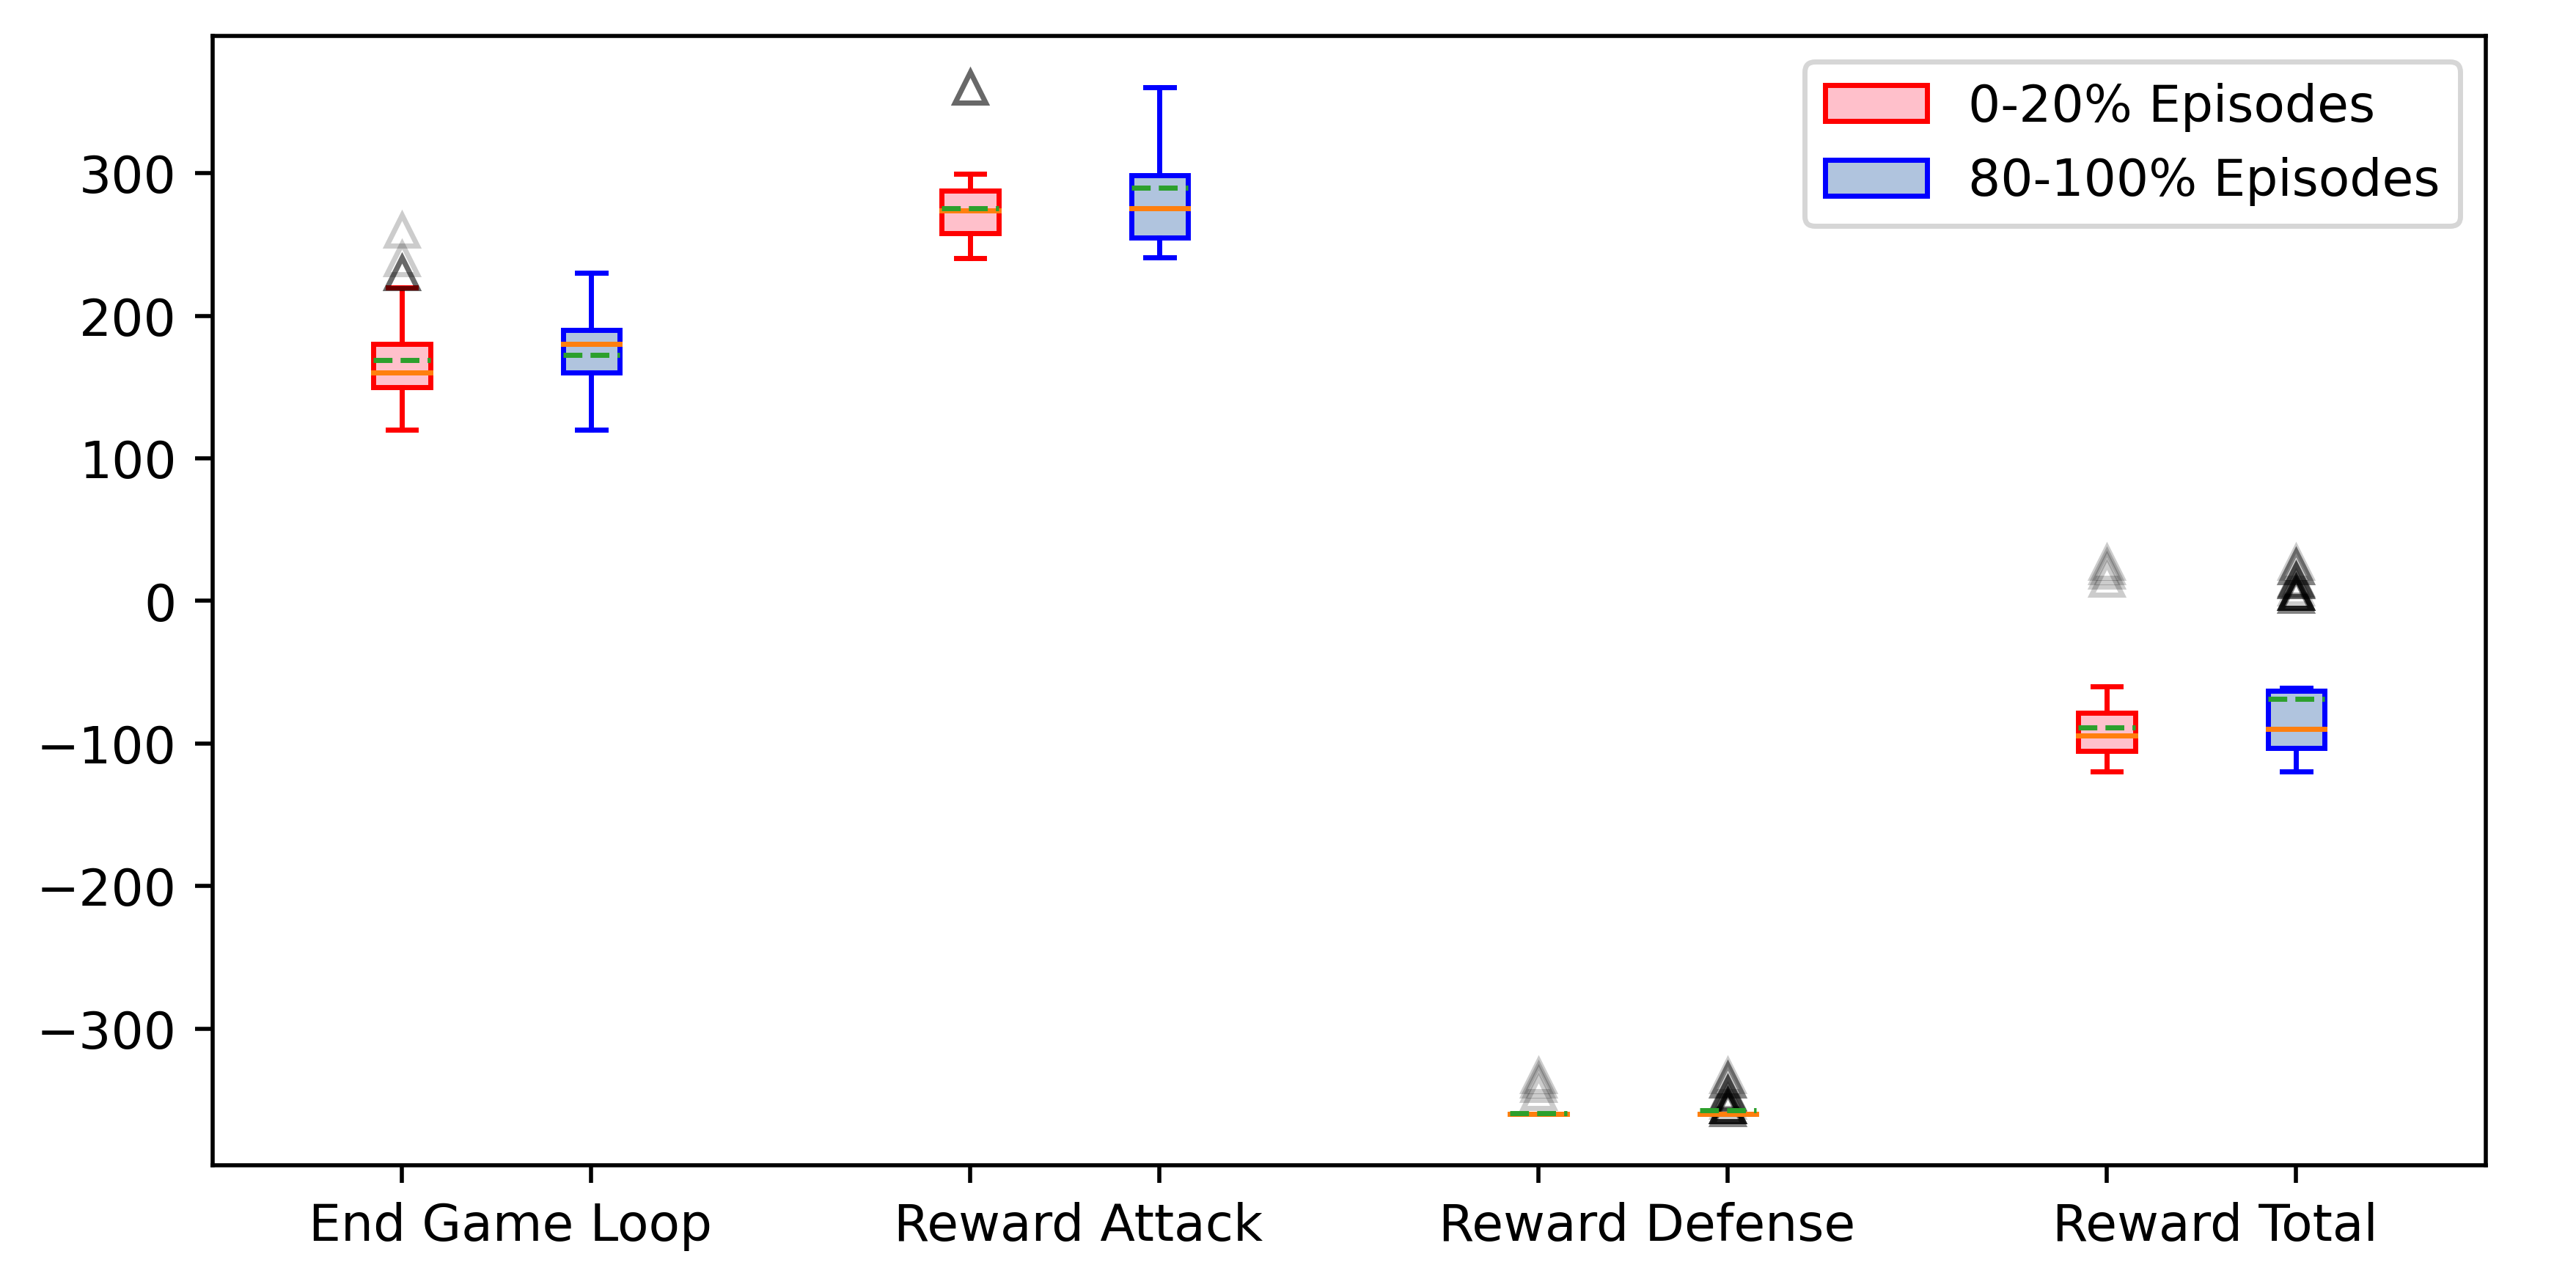 0-20% Episodes
80-100% Episodes
300
200
100
0
−100
−200
−300
End Game Loop
Reward Attack
Reward Defense
Reward Total